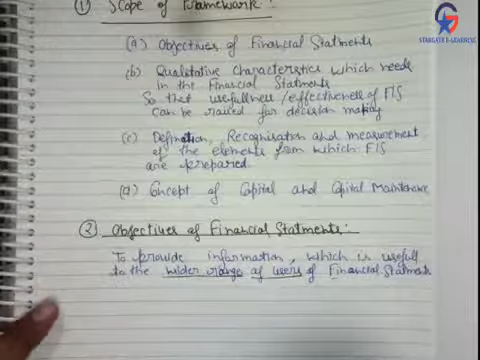 ① Scope of Framework :
(a) Objectives of Financial Statments
(b) Qualitative characteristics which needs
in the Financial Statments
So that usefullness/effectiveness of F/S
can be raised for decision making
(c) Definition, Recognisation and measurement
of the elements from which F/S
are prepared.
(d) Concept of Capital and Capital Maintenance
② Objectives of Financial Statments :
To provide information, which is usefull
to the wider range of users of Financial Statments
STARGATE E-LEARNING